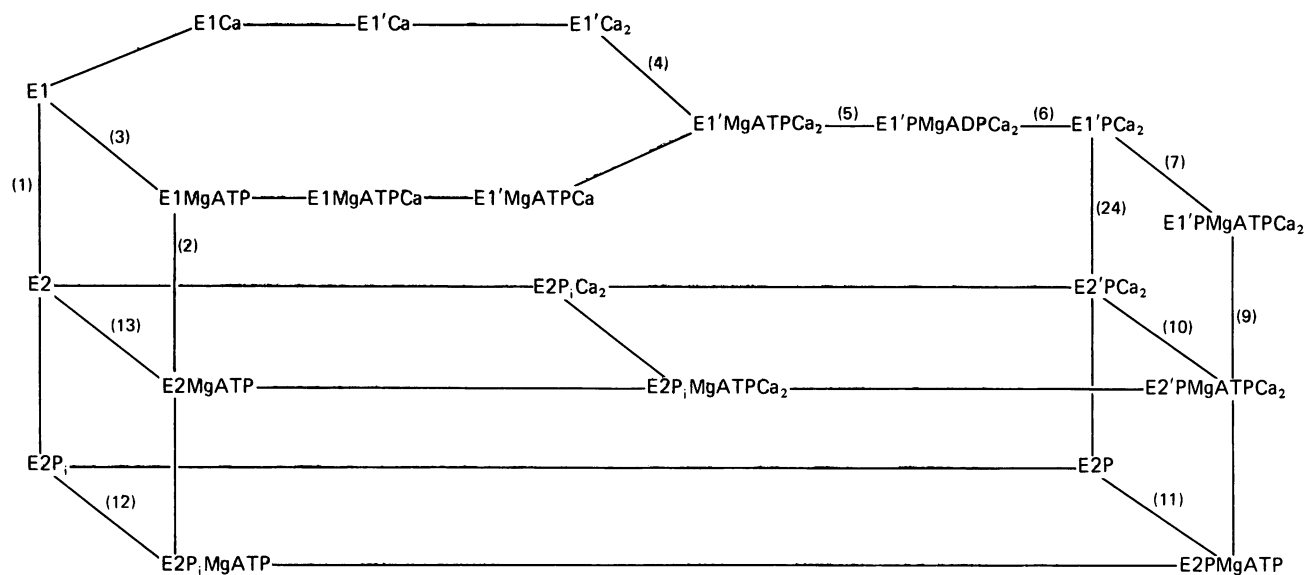 E1Ca E1′Ca E1′Ca₂
(4)
E1
E1′MgATPCa₂ (5) E1′PMgADPCa₂ (6) E1′PCa₂
(3)
(7)
(1)
E1MgATP E1MgATPCa E1′MgATPCa
(24)
E1′PMgATPCa₂
(2)
E2 E2PᵢCa₂ E2′PCa₂
(13) (10) (9)
E2MgATP E2PᵢMgATPCa₂ E2′PMgATPCa₂
E2Pᵢ E2P
(12) (11)
E2PᵢMgATP E2PMgATP